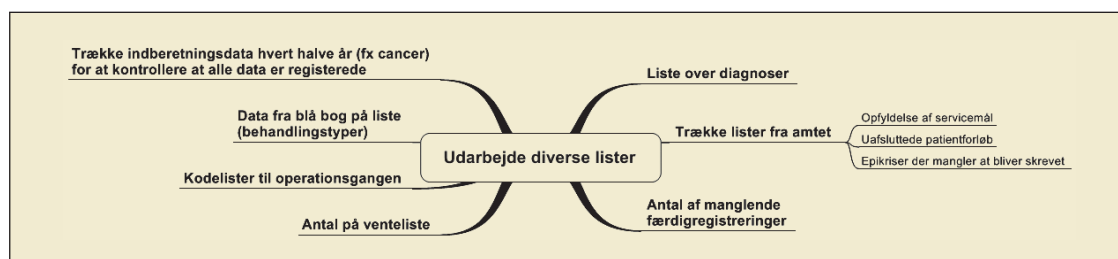 Trække indberetningsdata hvert halve år (fx cancer)
for at kontrollere at alle data er registerede
Data fra blå bog på liste
(behandlingstyper)
Kodelister til operationsgangen
Antal på venteliste
Udarbejde diverse lister
Liste over diagnoser
Trække lister fra amtet
Opfyldelse af servicemål
Uafsluttede patientforløb
Epikriser der mangler at bliver skrevet
Antal af manglende
færdigregistreringer